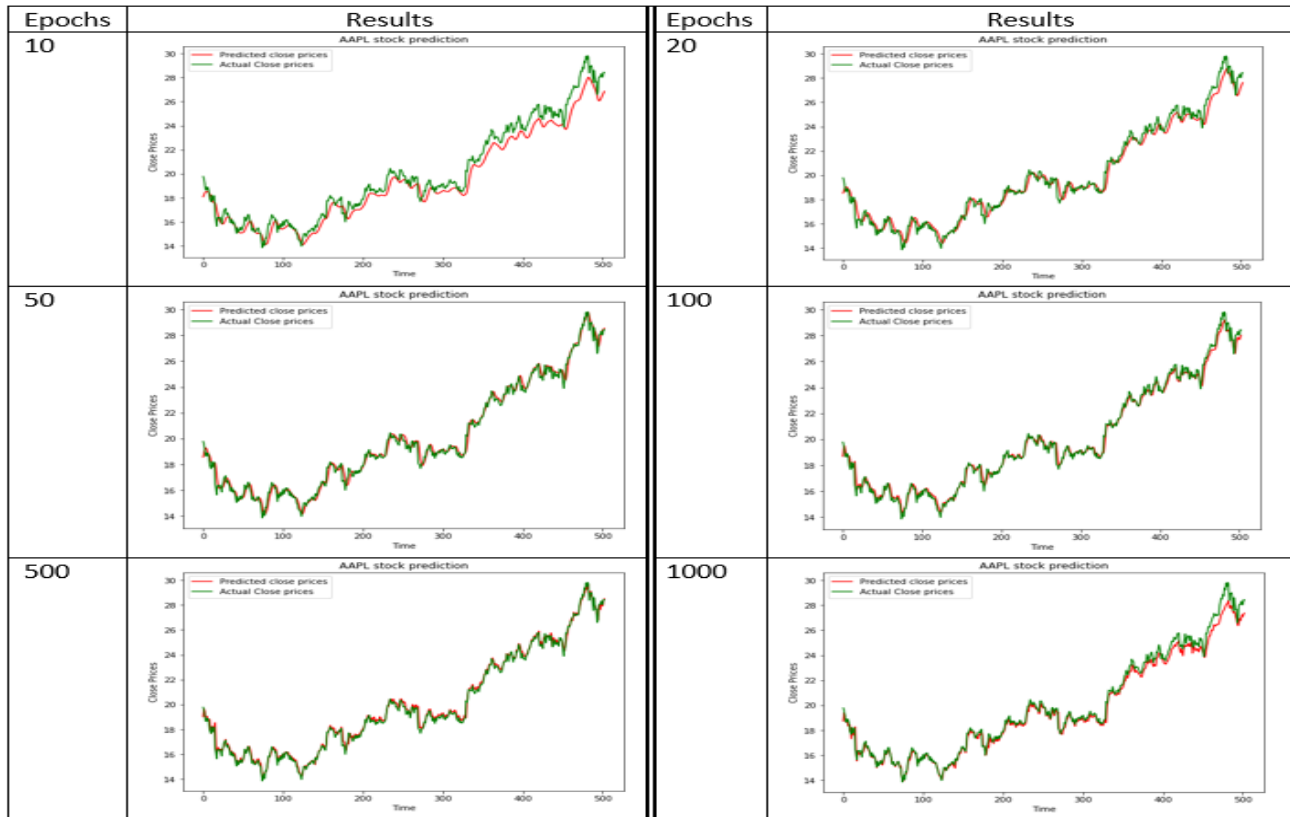 Epochs Results Epochs Results
10
AAPL stock prediction
Predicted close prices
Actual Close prices
30
28
26
24
22
20
18
16
14
Close Prices
0 100 200 300 400 500
Time
20
AAPL stock prediction
Predicted close prices
Actual Close prices
30
28
26
24
22
20
18
16
14
Close Prices
0 100 200 300 400 500
Time
50
AAPL stock prediction
Predicted close prices
Actual Close prices
30
28
26
24
22
20
18
16
14
Close Prices
0 100 200 300 400 500
Time
100
AAPL stock prediction
Predicted close prices
Actual Close prices
30
28
26
24
22
20
18
16
14
Close Prices
0 100 200 300 400 500
Time
500
AAPL stock prediction
Predicted close prices
Actual Close prices
30
28
26
24
22
20
18
16
14
Close Prices
0 100 200 300 400 500
Time
1000
AAPL stock prediction
Predicted close prices
Actual Close prices
30
28
26
24
22
20
18
16
14
Close Prices
0 100 200 300 400 500
Time